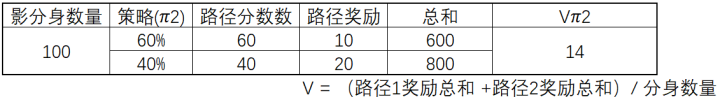 影分身数量 策略(π2) 路径分数数 路径奖励 总和 Vπ2
100 60% 60 10 600 14
40% 40 20 800
V = （路径1奖励总和 +路径2奖励总和）/ 分身数量